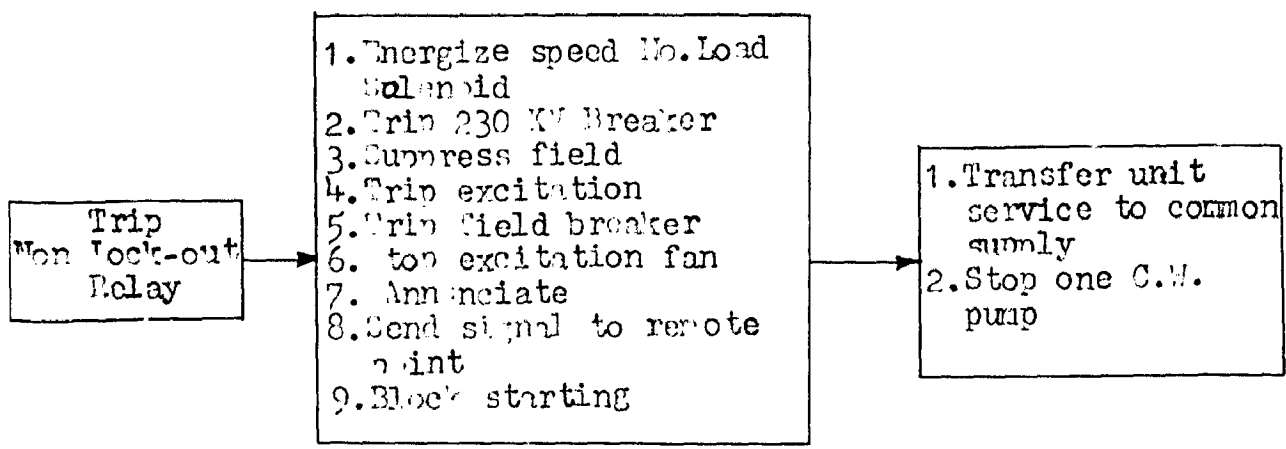 Trip
Non Lock-out
Relay
1. Energize speed No.Load
Solenoid
2. Trip 230 KV Breaker
3. Suppress field
4. Trip excitation
5. Trip field breaker
6. Stop excitation fan
7. Annunciate
8. Send signal to remote
point
9. Block starting
1. Transfer unit
service to common
supply
2. Stop one C.W.
pump